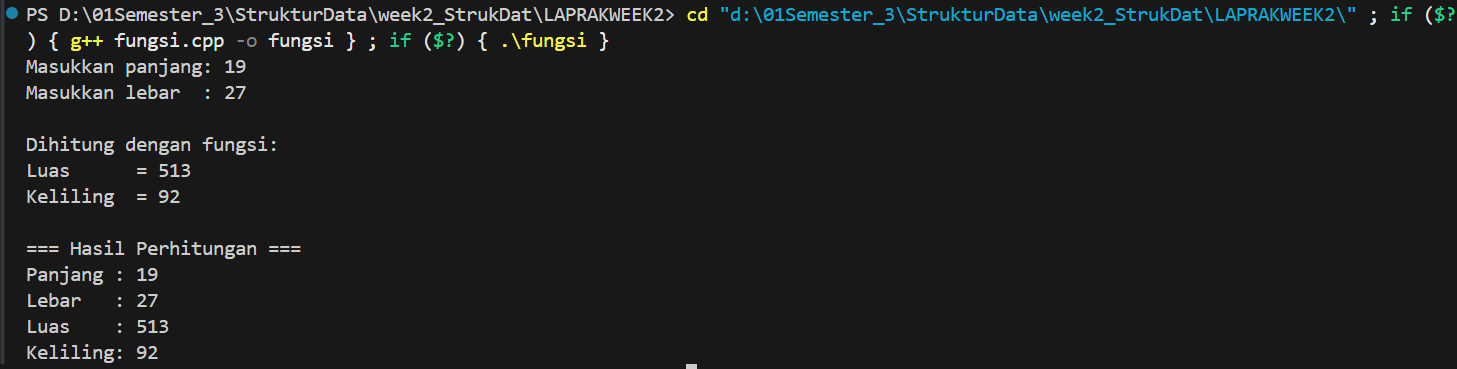 PS D:\01Semester_3\StrukturData\week2_StrukDat\LAPRAKWEEK2> cd "d:\01Semester_3\StrukturData\week2_StrukDat\LAPRAKWEEK2\" ; if ($?
) { g++ fungsi.cpp -o fungsi } ; if ($?) { .\fungsi }
Masukkan panjang: 19
Masukkan lebar  : 27

Dihitung dengan fungsi:
Luas      = 513
Keliling  = 92

=== Hasil Perhitungan ===
Panjang : 19
Lebar   : 27
Luas    : 513
Keliling: 92